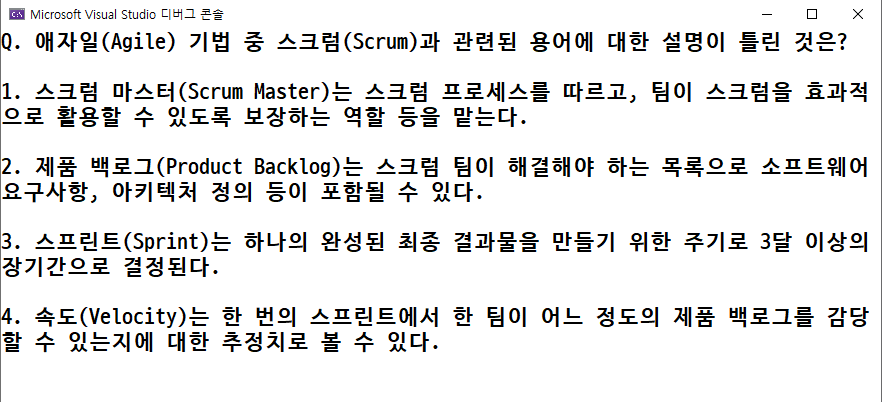 Microsoft Visual Studio 디버그 콘솔
Q. 애자일(Agile) 기법 중 스크럼(Scrum)과 관련된 용어에 대한 설명이 틀린 것은?
1. 스크럼 마스터(Scrum Master)는 스크럼 프로세스를 따르고, 팀이 스크럼을 효과적
으로 활용할 수 있도록 보장하는 역할 등을 맡는다.
2. 제품 백로그(Product Backlog)는 스크럼 팀이 해결해야 하는 목록으로 소프트웨어
요구사항, 아키텍처 정의 등이 포함될 수 있다.
3. 스프린트(Sprint)는 하나의 완성된 최종 결과물을 만들기 위한 주기로 3달 이상의
장기간으로 결정된다.
4. 속도(Velocity)는 한 번의 스프린트에서 한 팀이 어느 정도의 제품 백로그를 감당
할 수 있는지에 대한 추정치로 볼 수 있다.